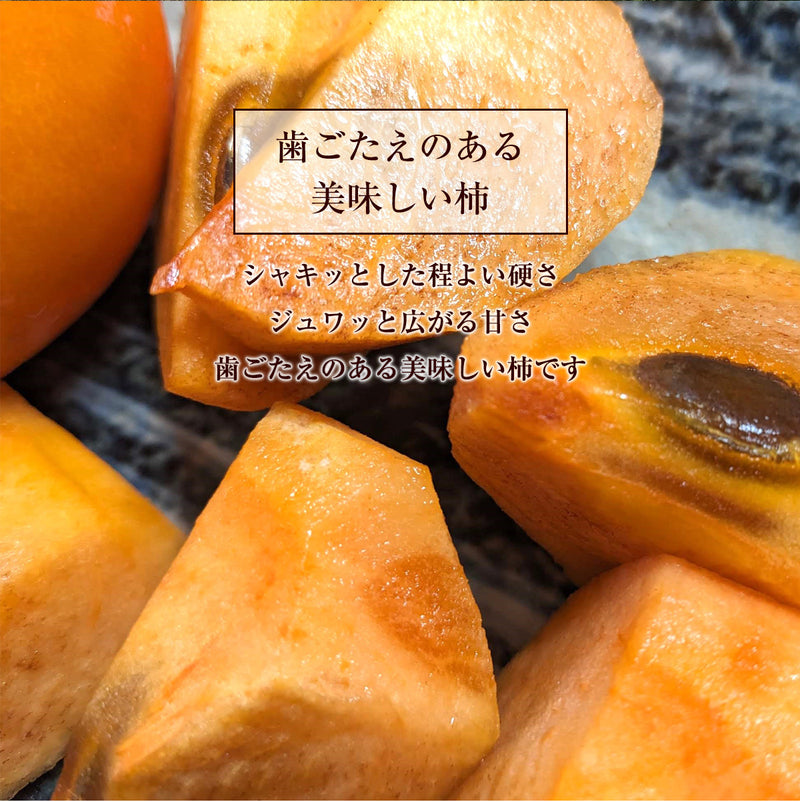 歯ごたえのある
美味しい柿
シャキッとした程よい硬さ
ジュワッと広がる甘さ
歯ごたえのある美味しい柿です